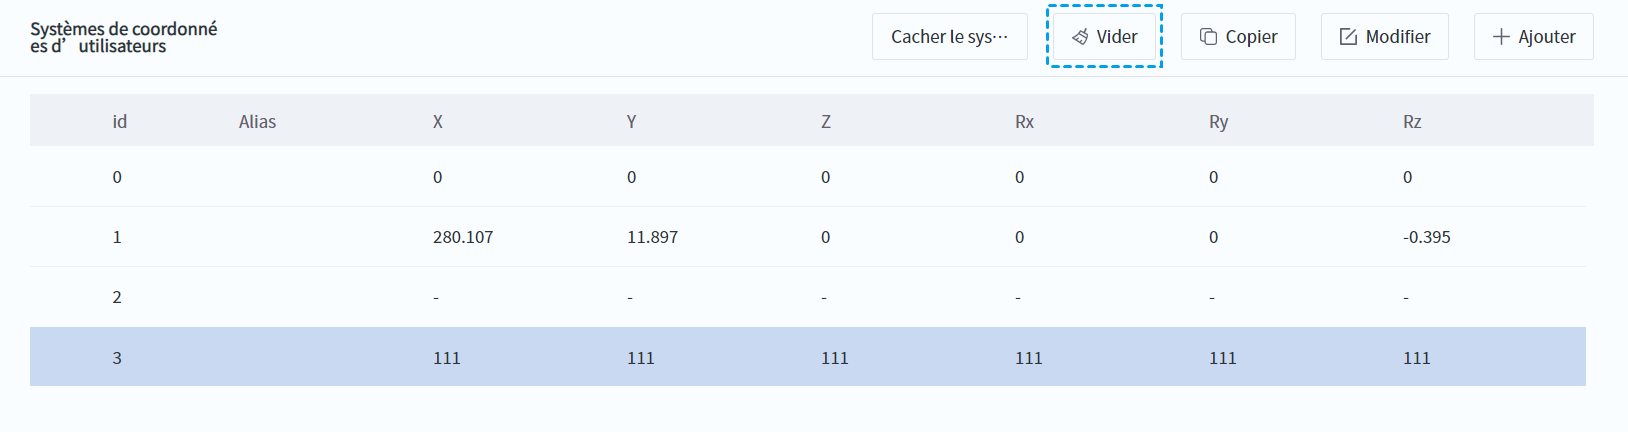 Systèmes de coordonné
es d’utilisateurs
Cacher le sys··· Vider Copier Modifier Ajouter
id Alias X Y Z Rx Ry Rz
0 0 0 0 0 0 0
1 280.107 11.897 0 0 0 -0.395
2 - - - - - -
3 111 111 111 111 111 111